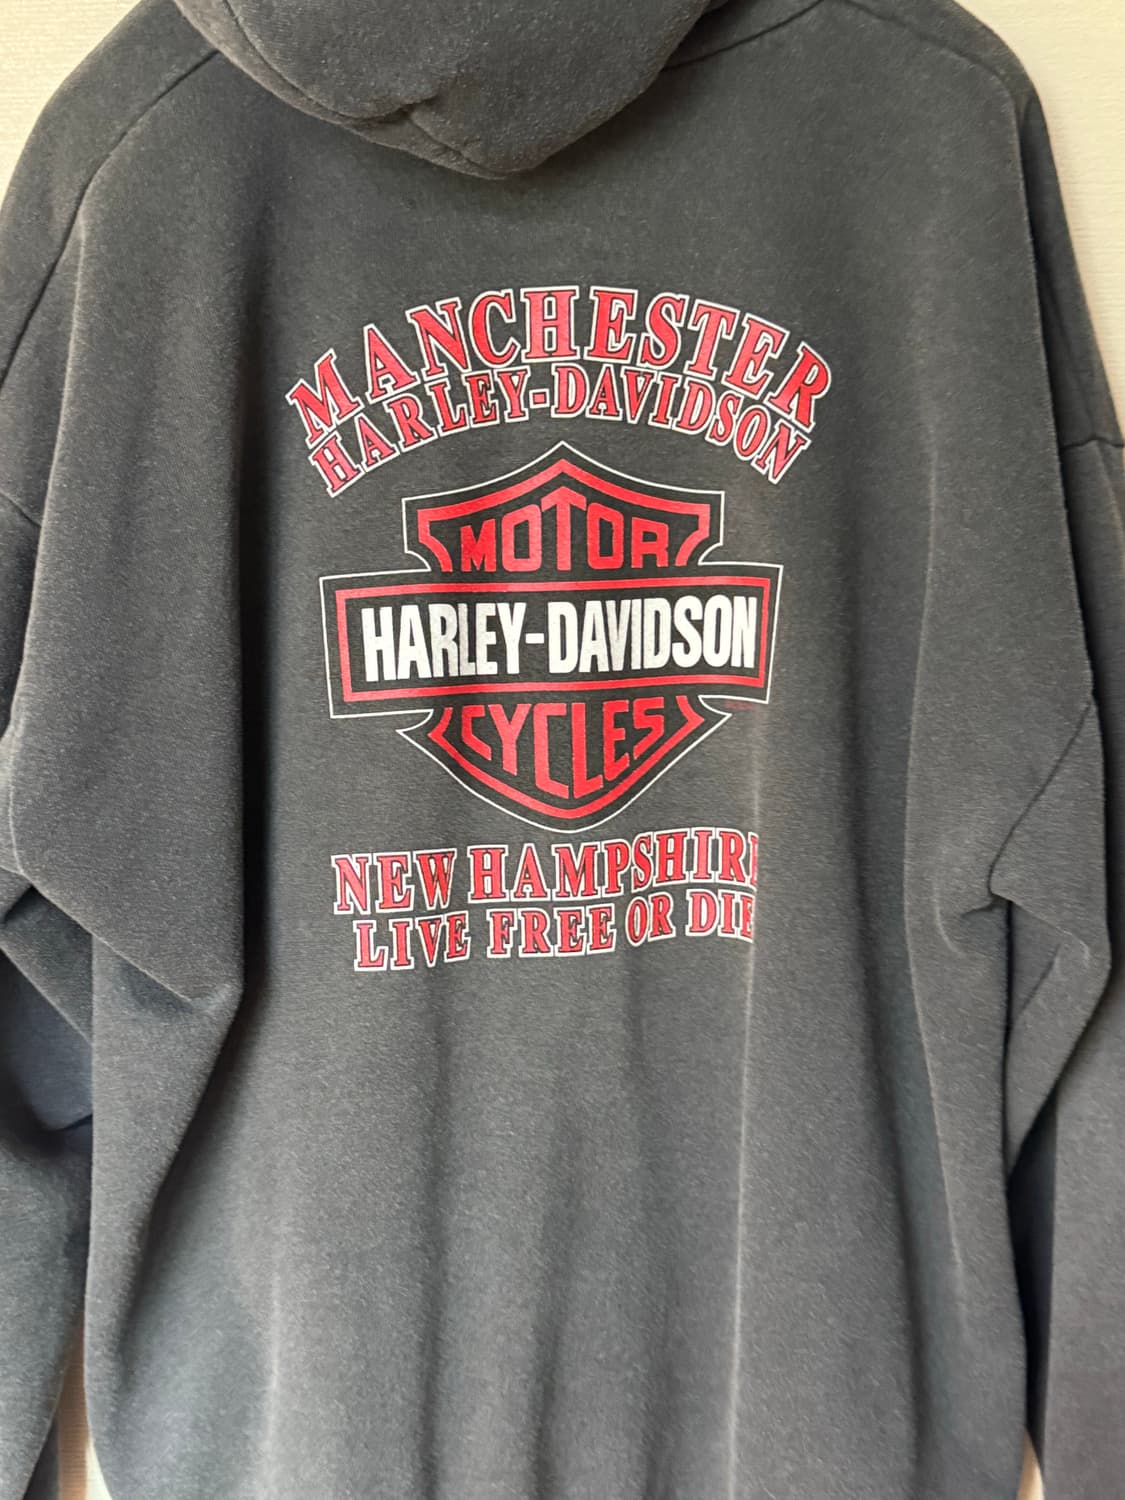 MANCHESTER
HARLEY-DAVIDSON
MOTOR
HARLEY-DAVIDSON
CYCLES
NEW HAMPSHIRE
LIVE FREE OR DIE